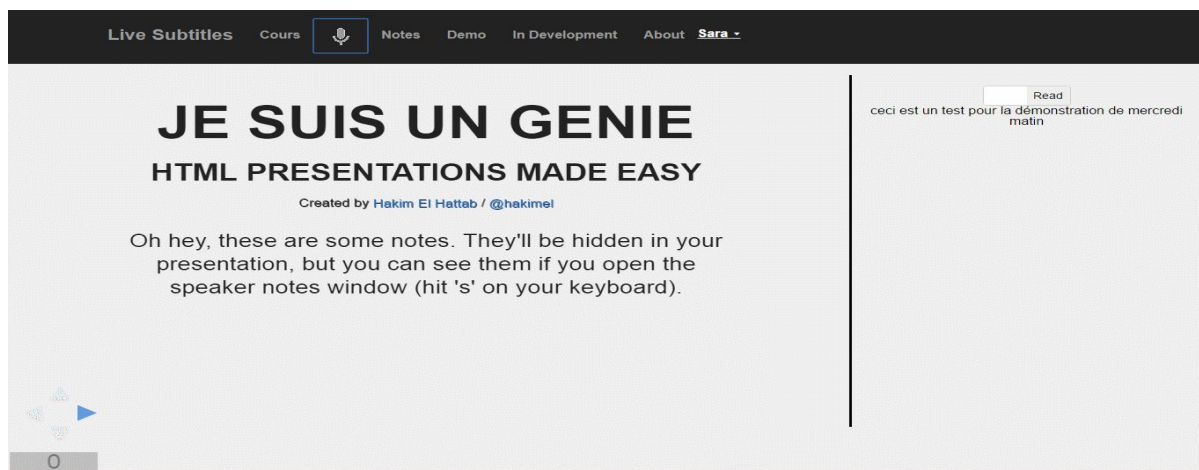 Live Subtitles Cours Notes Demo In Development About Sara
JE SUIS UN GENIE
HTML PRESENTATIONS MADE EASY
Created by Hakim El Hattab / @hakimel
Oh hey, these are some notes. They'll be hidden in your
presentation, but you can see them if you open the
speaker notes window (hit 's' on your keyboard).
0
Read
ceci est un test pour la démonstration de mercredi
matin